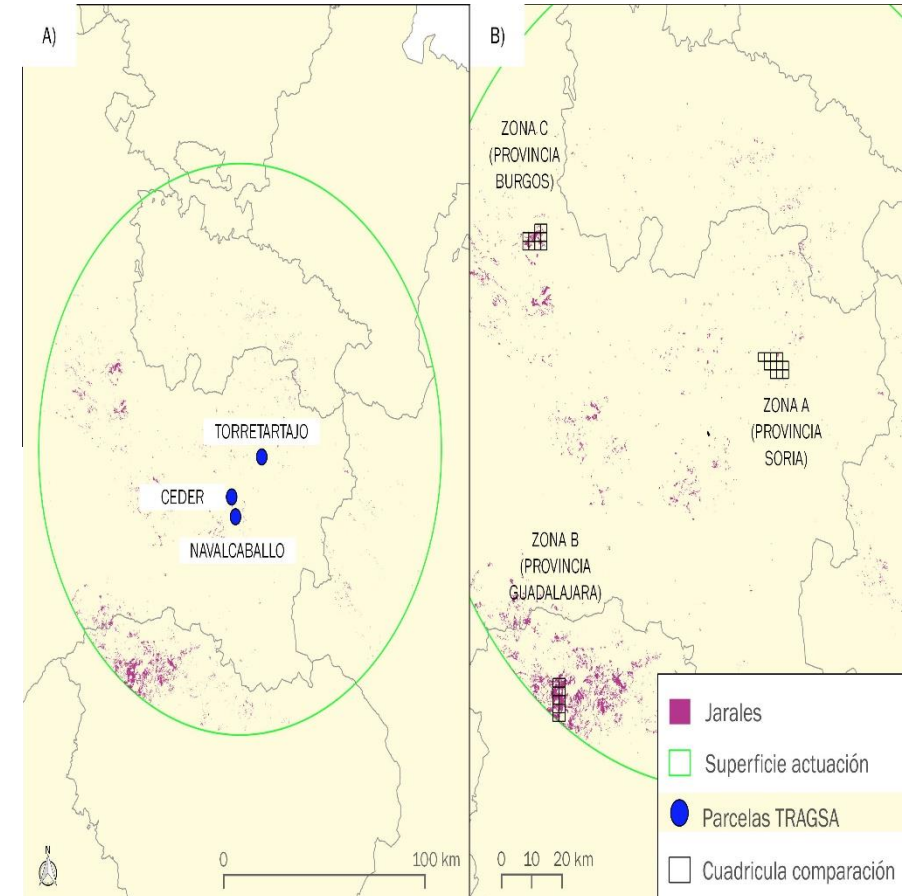 A)
TORRETARTAJO
CEDER
NAVALCABALLO
0 100 km
B)
ZONA C
(PROVINCIA
BURGOS)
ZONA A
(PROVINCIA
SORIA)
ZONA B
(PROVINCIA
GUADALAJARA)
0 10 20 km
Jarales
Superficie actuación
Parcelas TRAGSA
Cuadricula comparación